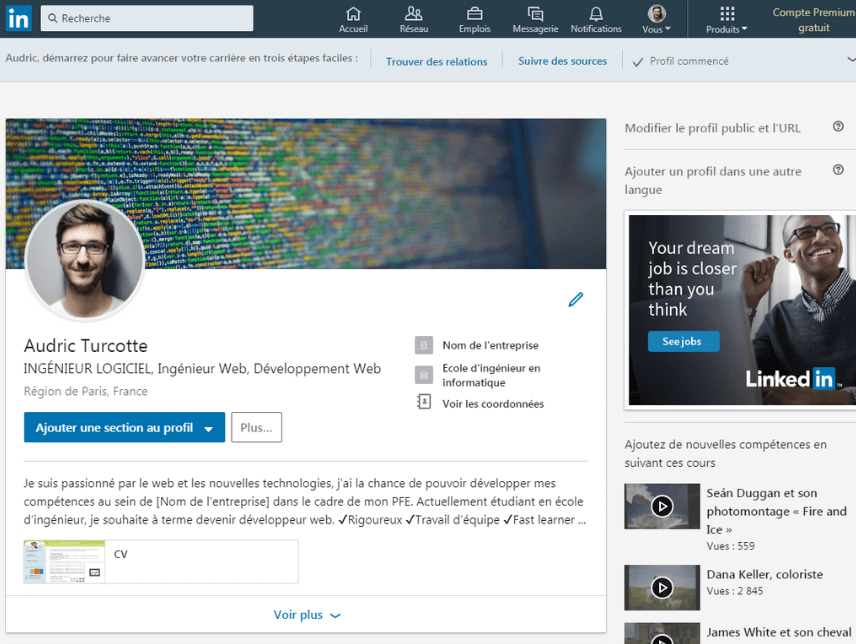 in
Recherche
Accueil
Réseau
Emplois
Messagerie
Notifications
Vous
Produits
Compte Premium
gratuit
Audric, démarrez pour faire avancer votre carrière en trois étapes faciles :
Trouver des relations
Suivre des sources
Profil commencé
Modifier le profil public et l'URL
Ajouter un profil dans une autre
langue
Your dream
job is closer
than you
think
See jobs
Linked in
Audric Turcotte
INGÉNIEUR LOGICIEL, Ingénieur Web, Développement Web
Région de Paris, France
Nom de l'entreprise
Ecole d'ingénieur en
informatique
Voir les coordonnées
Ajouter une section au profil
Plus...
Je suis passionné par le web et les nouvelles technologies, j'ai la chance de pouvoir développer mes
compétences au sein de [Nom de l'entreprise] dans le cadre de mon PFE. Actuellement étudiant en école
d'ingénieur, je souhaite à terme devenir développeur web. ✓Rigoureux ✓Travail d'équipe ✓Fast learner ...
CV
Voir plus
Ajoutez de nouvelles compétences en
suivant ces cours
Seán Duggan et son
photomontage « Fire and
Ice »
Vues : 559
Dana Keller, coloriste
Vues : 2 845
James White et son cheval